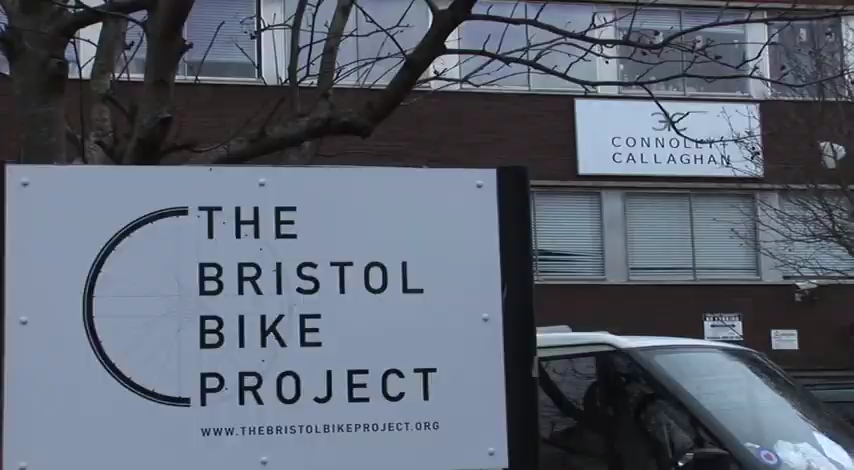 CONNOLLY
CALLAGHAN
THE
BRISTOL
BIKE
PROJECT
WWW.THEBRISTOLBIKEPROJECT.ORG